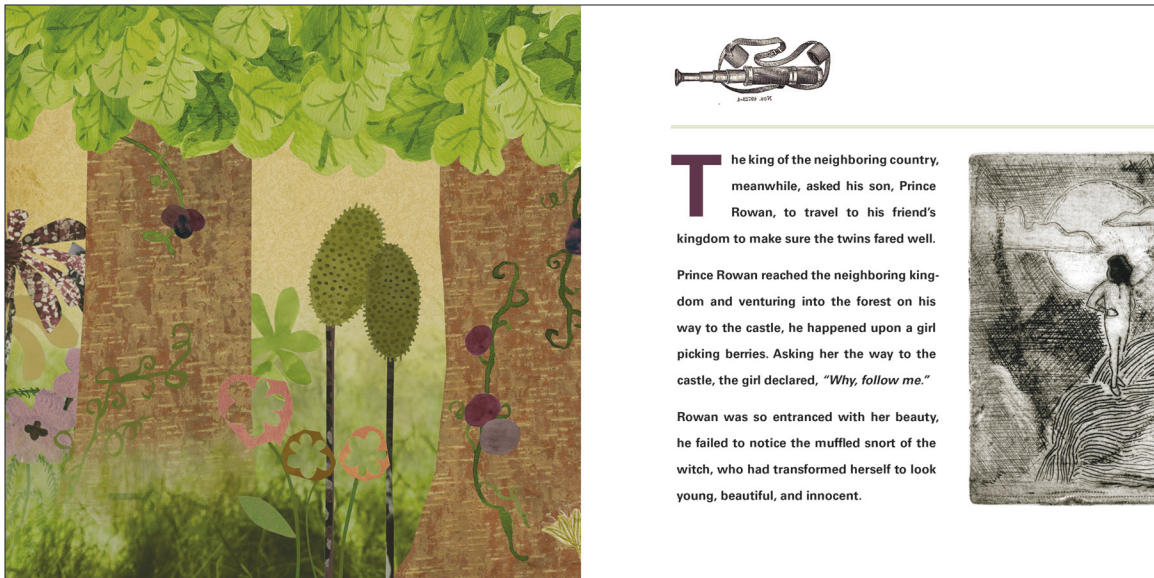 The king of the neighboring country,
meanwhile, asked his son, Prince
Rowan, to travel to his friend’s
kingdom to make sure the twins fared well.
Prince Rowan reached the neighboring king-
dom and venturing into the forest on his
way to the castle, he happened upon a girl
picking berries. Asking her the way to the
castle, the girl declared, “Why, follow me.”
Rowan was so entranced with her beauty,
he failed to notice the muffled snort of the
witch, who had transformed herself to look
young, beautiful, and innocent.